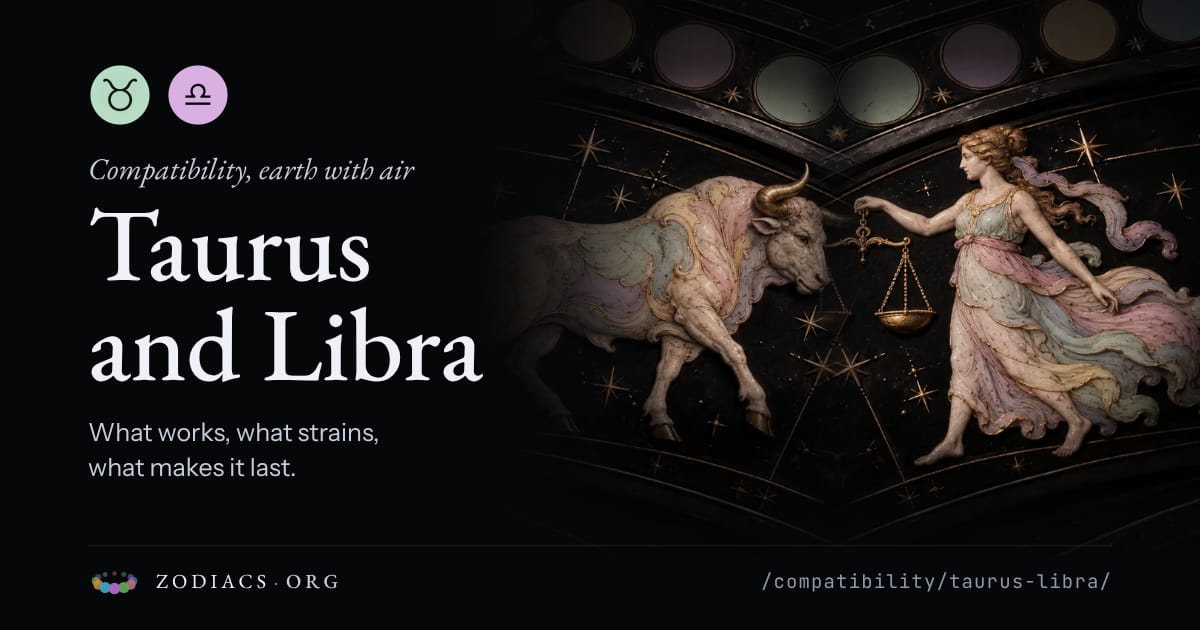 Compatibility, earth with air
Taurus
and Libra
What works, what strains,
what makes it last.
ZODIACS·ORG
/compatibility/taurus-libra/